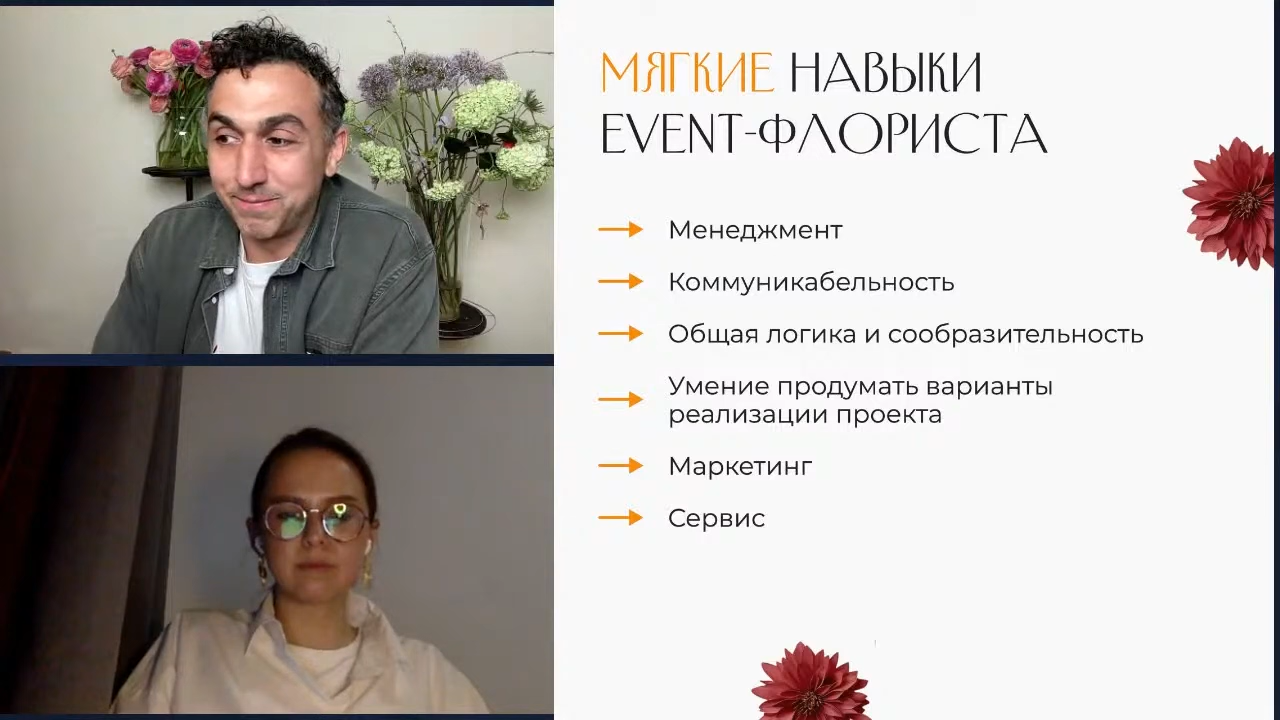 МЯГКИЕ НАВЫКИ
EVENT-ФЛОРИСТА
Менеджмент
Коммуникабельность
Общая логика и сообразительность
Умение продумать варианты
реализации проекта
Маркетинг
Сервис